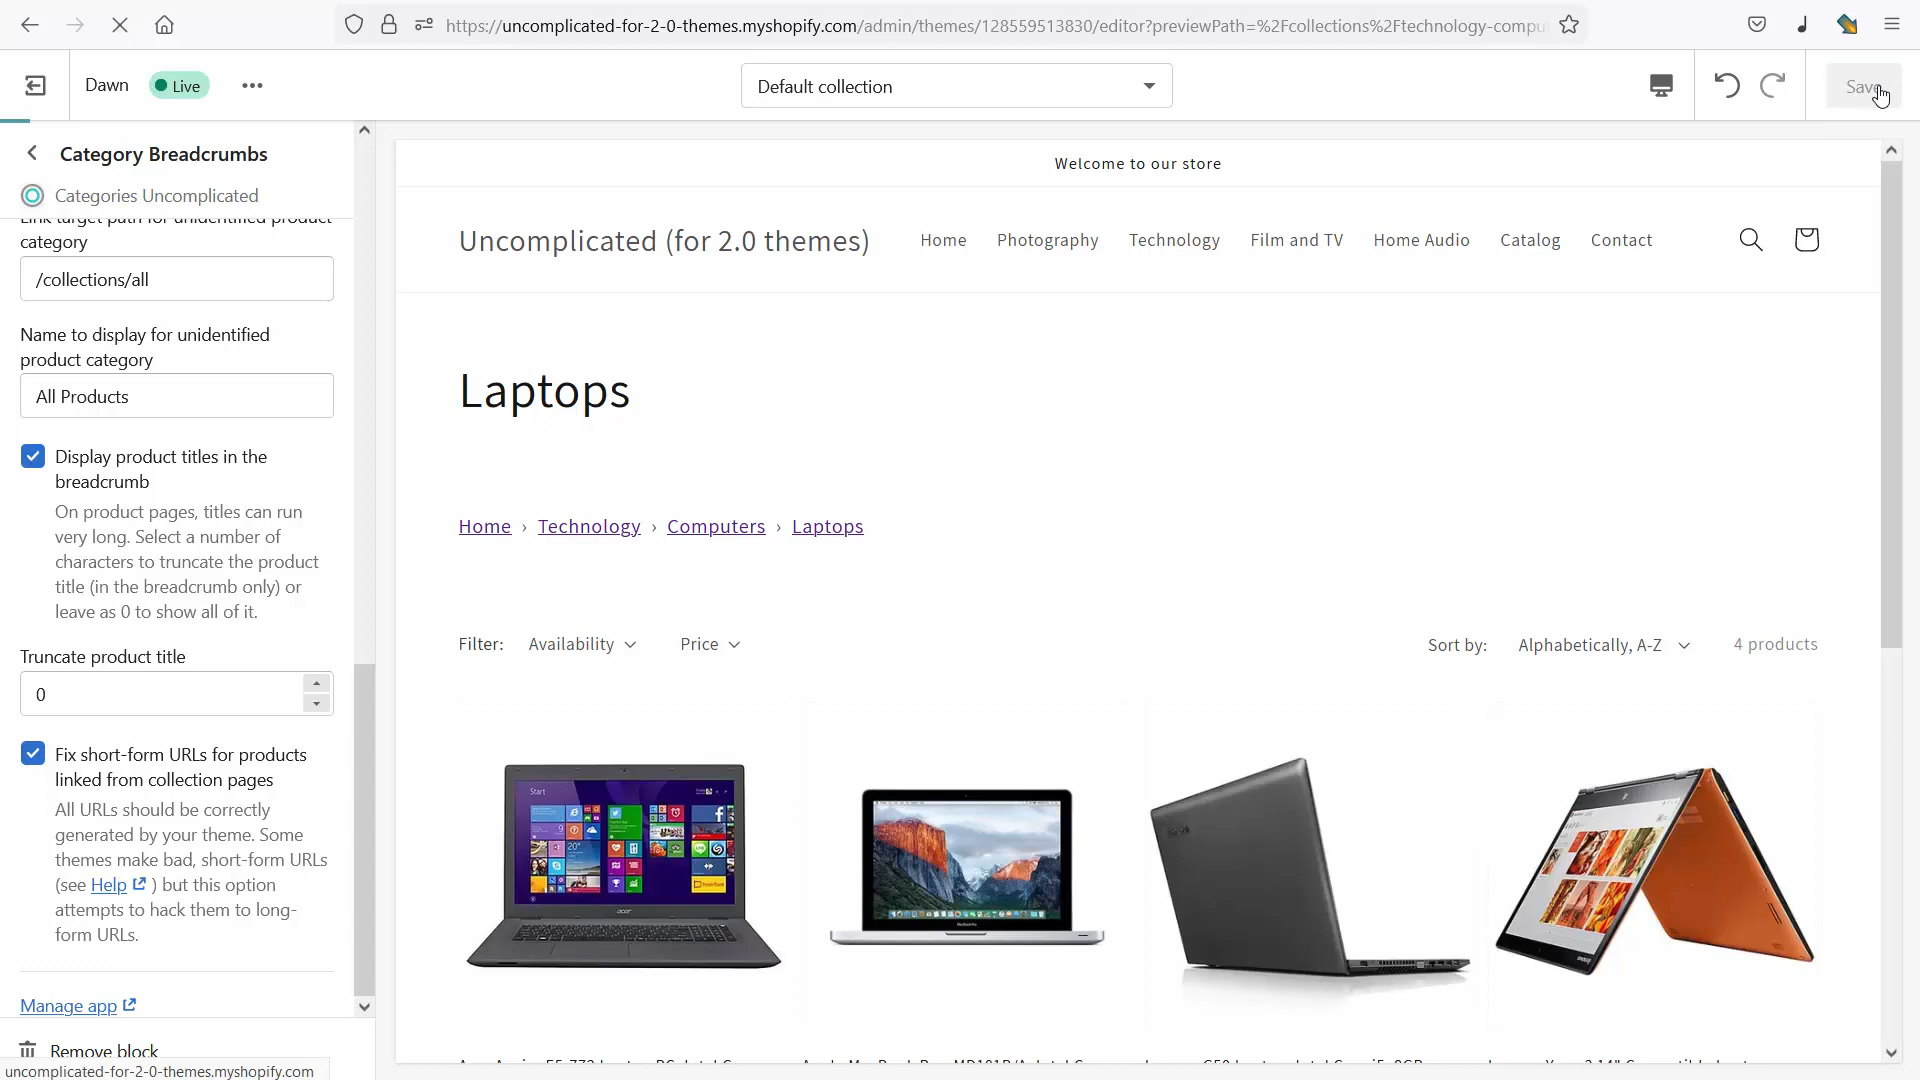 https://uncomplicated-for-2-0-themes.myshopify.com/admin/themes/128559513830/editor?previewPath=%2Fcollections%2Ftechnology-compu
Dawn
Live
Default collection
Save
Category Breadcrumbs
Categories Uncomplicated
Link target path for unidentified product
category
/collections/all
Name to display for unidentified
product category
All Products
Display product titles in the
breadcrumb
On product pages, titles can run
very long. Select a number of
characters to truncate the product
title (in the breadcrumb only) or
leave as 0 to show all of it.
Truncate product title
0
Fix short-form URLs for products
linked from collection pages
All URLs should be correctly
generated by your theme. Some
themes make bad, short-form URLs
(see Help ) but this option
attempts to hack them to long-
form URLs.
Manage app
Remove block
uncomplicated-for-2-0-themes.myshopify.com
Welcome to our store
Uncomplicated (for 2.0 themes)
Home Photography Technology Film and TV Home Audio Catalog Contact
Laptops
Home › Technology › Computers › Laptops
Filter: Availability Price
Sort by: Alphabetically, A-Z 4 products
Start
acer